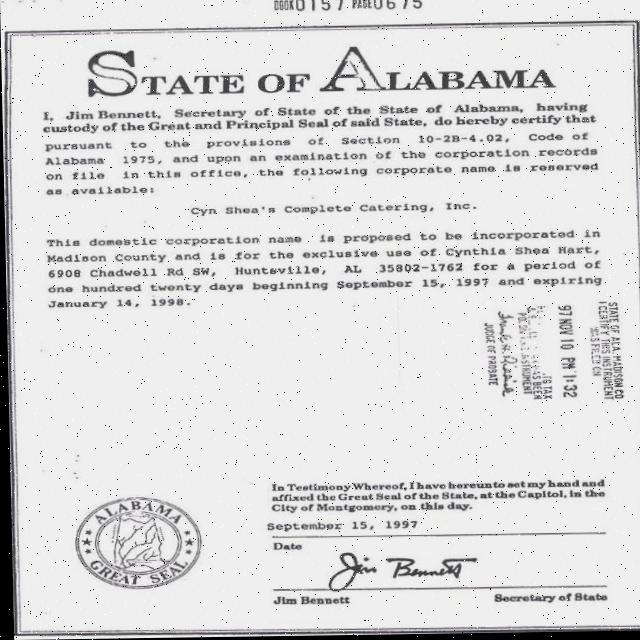 BOOK 0157 PAGE 0675
STATE OF ALABAMA
I, Jim Bennett, Secretary of State of the State of Alabama, having
custody of the Great and Principal Seal of said State, do hereby certify that
pursuant to the provisions of Section 10-2B-4.02, Code of
Alabama 1975, and upon an examination of the corporation records
on file in this office, the following corporate name is reserved
as available:
Cyn Shea's Complete Catering, Inc.
This domestic corporation name is proposed to be incorporated in
Madison County and is for the exclusive use of Cynthia Shea Hart,
6908 Chadwell Rd SW, Huntsville, AL 35802-1762 for a period of
one hundred twenty days beginning September 15, 1997 and expiring
January 14, 1998.
STATE OF ALA. MADISON CO
I CERTIFY THIS INSTRUMENT
WAS FILED ON
97 NOV 10 PM 1:32
TAX
BEEN
INSTRUMENT
JUDGE OF PROBATE
In Testimony Whereof, I have hereunto set my hand and
affixed the Great Seal of the State, at the Capitol, in the
City of Montgomery, on this day.
September 15, 1997
Date
Jim Bennett
Jim Bennett Secretary of State
ALABAMA
GREAT SEAL